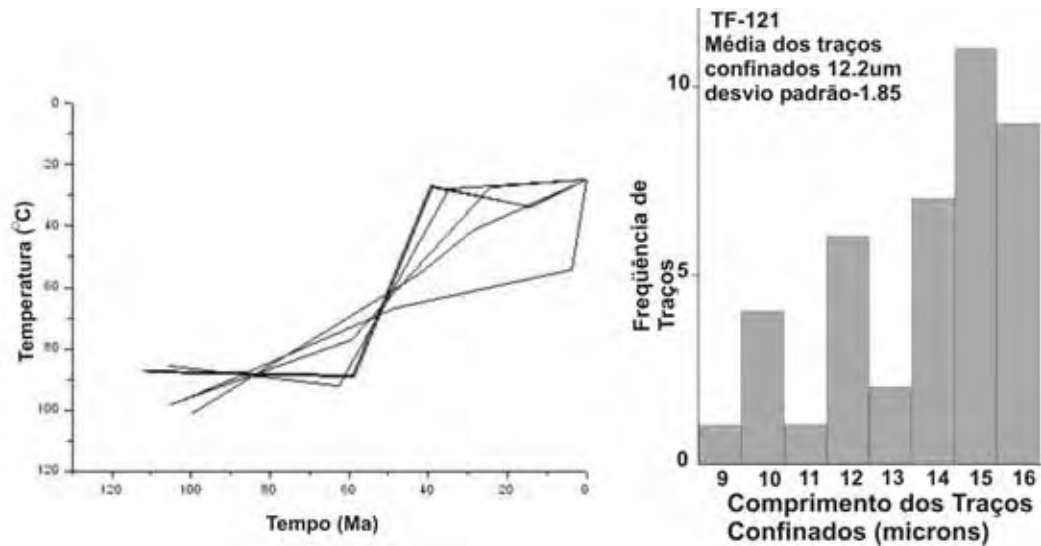 0
20
40
60
80
100
120
Temperatura (°C)
120 100 80 60 40 20 0
Tempo (Ma)
TF-121
Média dos traços
confinados 12.2um
desvio padrão-1.85
10
5
0
Freqüência de
Traços
9 10 11 12 13 14 15 16
Comprimento dos Traços
Confinados (microns)